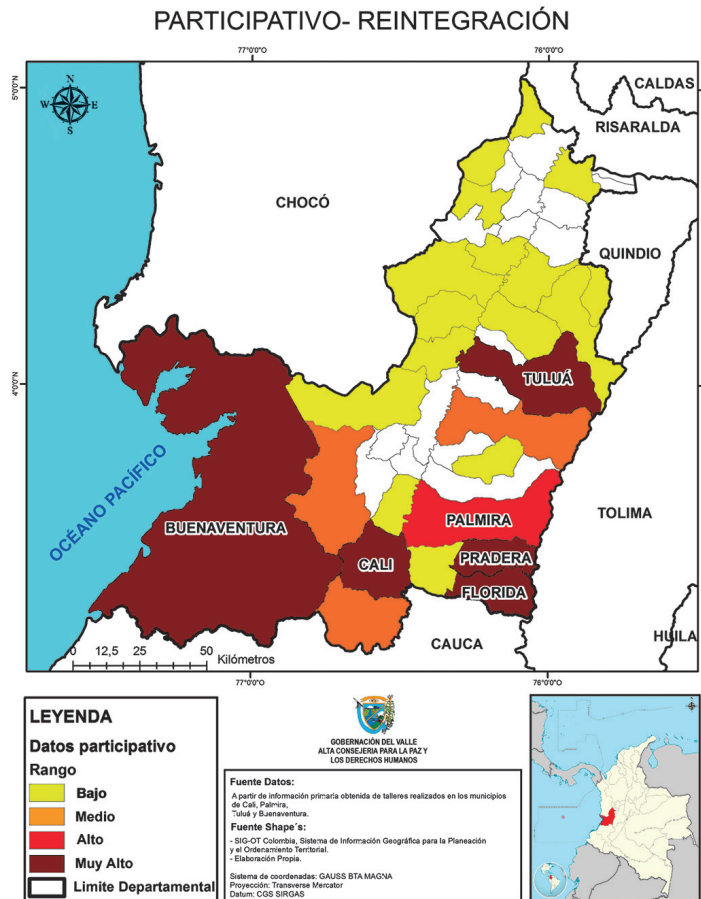 PARTICIPATIVO- REINTEGRACIÓN
77°0'0"O
76°0'0"O
5°0'0"N
N
W
E
S
CALDAS
RISARALDA
CHOCÓ
QUINDIO
4°0'0"N
TULUÁ
OCÉANO PACÍFICO
TOLIMA
BUENAVENTURA
PALMIRA
CALI
PRADERA
FLORIDA
CAUCA
HUILA
0 12,5 25 50
Kilómetros
77°0'0"O
76°0'0"O
LEYENDA
Datos participativo
Rango
Bajo
Medio
Alto
Muy Alto
Limite Departamental
GOBERNACIÓN DEL VALLE
ALTA CONSEJERIA PARA LA PAZ Y
LOS DERECHOS HUMANOS
Fuente Datos:
A partir de información primaria obtenida de talleres realizados en los municipios
de Cali, Palmira,
Tuluá y Buenaventura.
Fuente Shape´s:
- SIG-OT Colombia, Sistema de Información Geográfica para la Planeación
y el Ordenamiento Territorial.
- Elaboración Propia.
Sistema de coordenadas: GAUSS BTA MAGNA
Proyección: Transverse Mercator
Datum: CGS SIRGAS